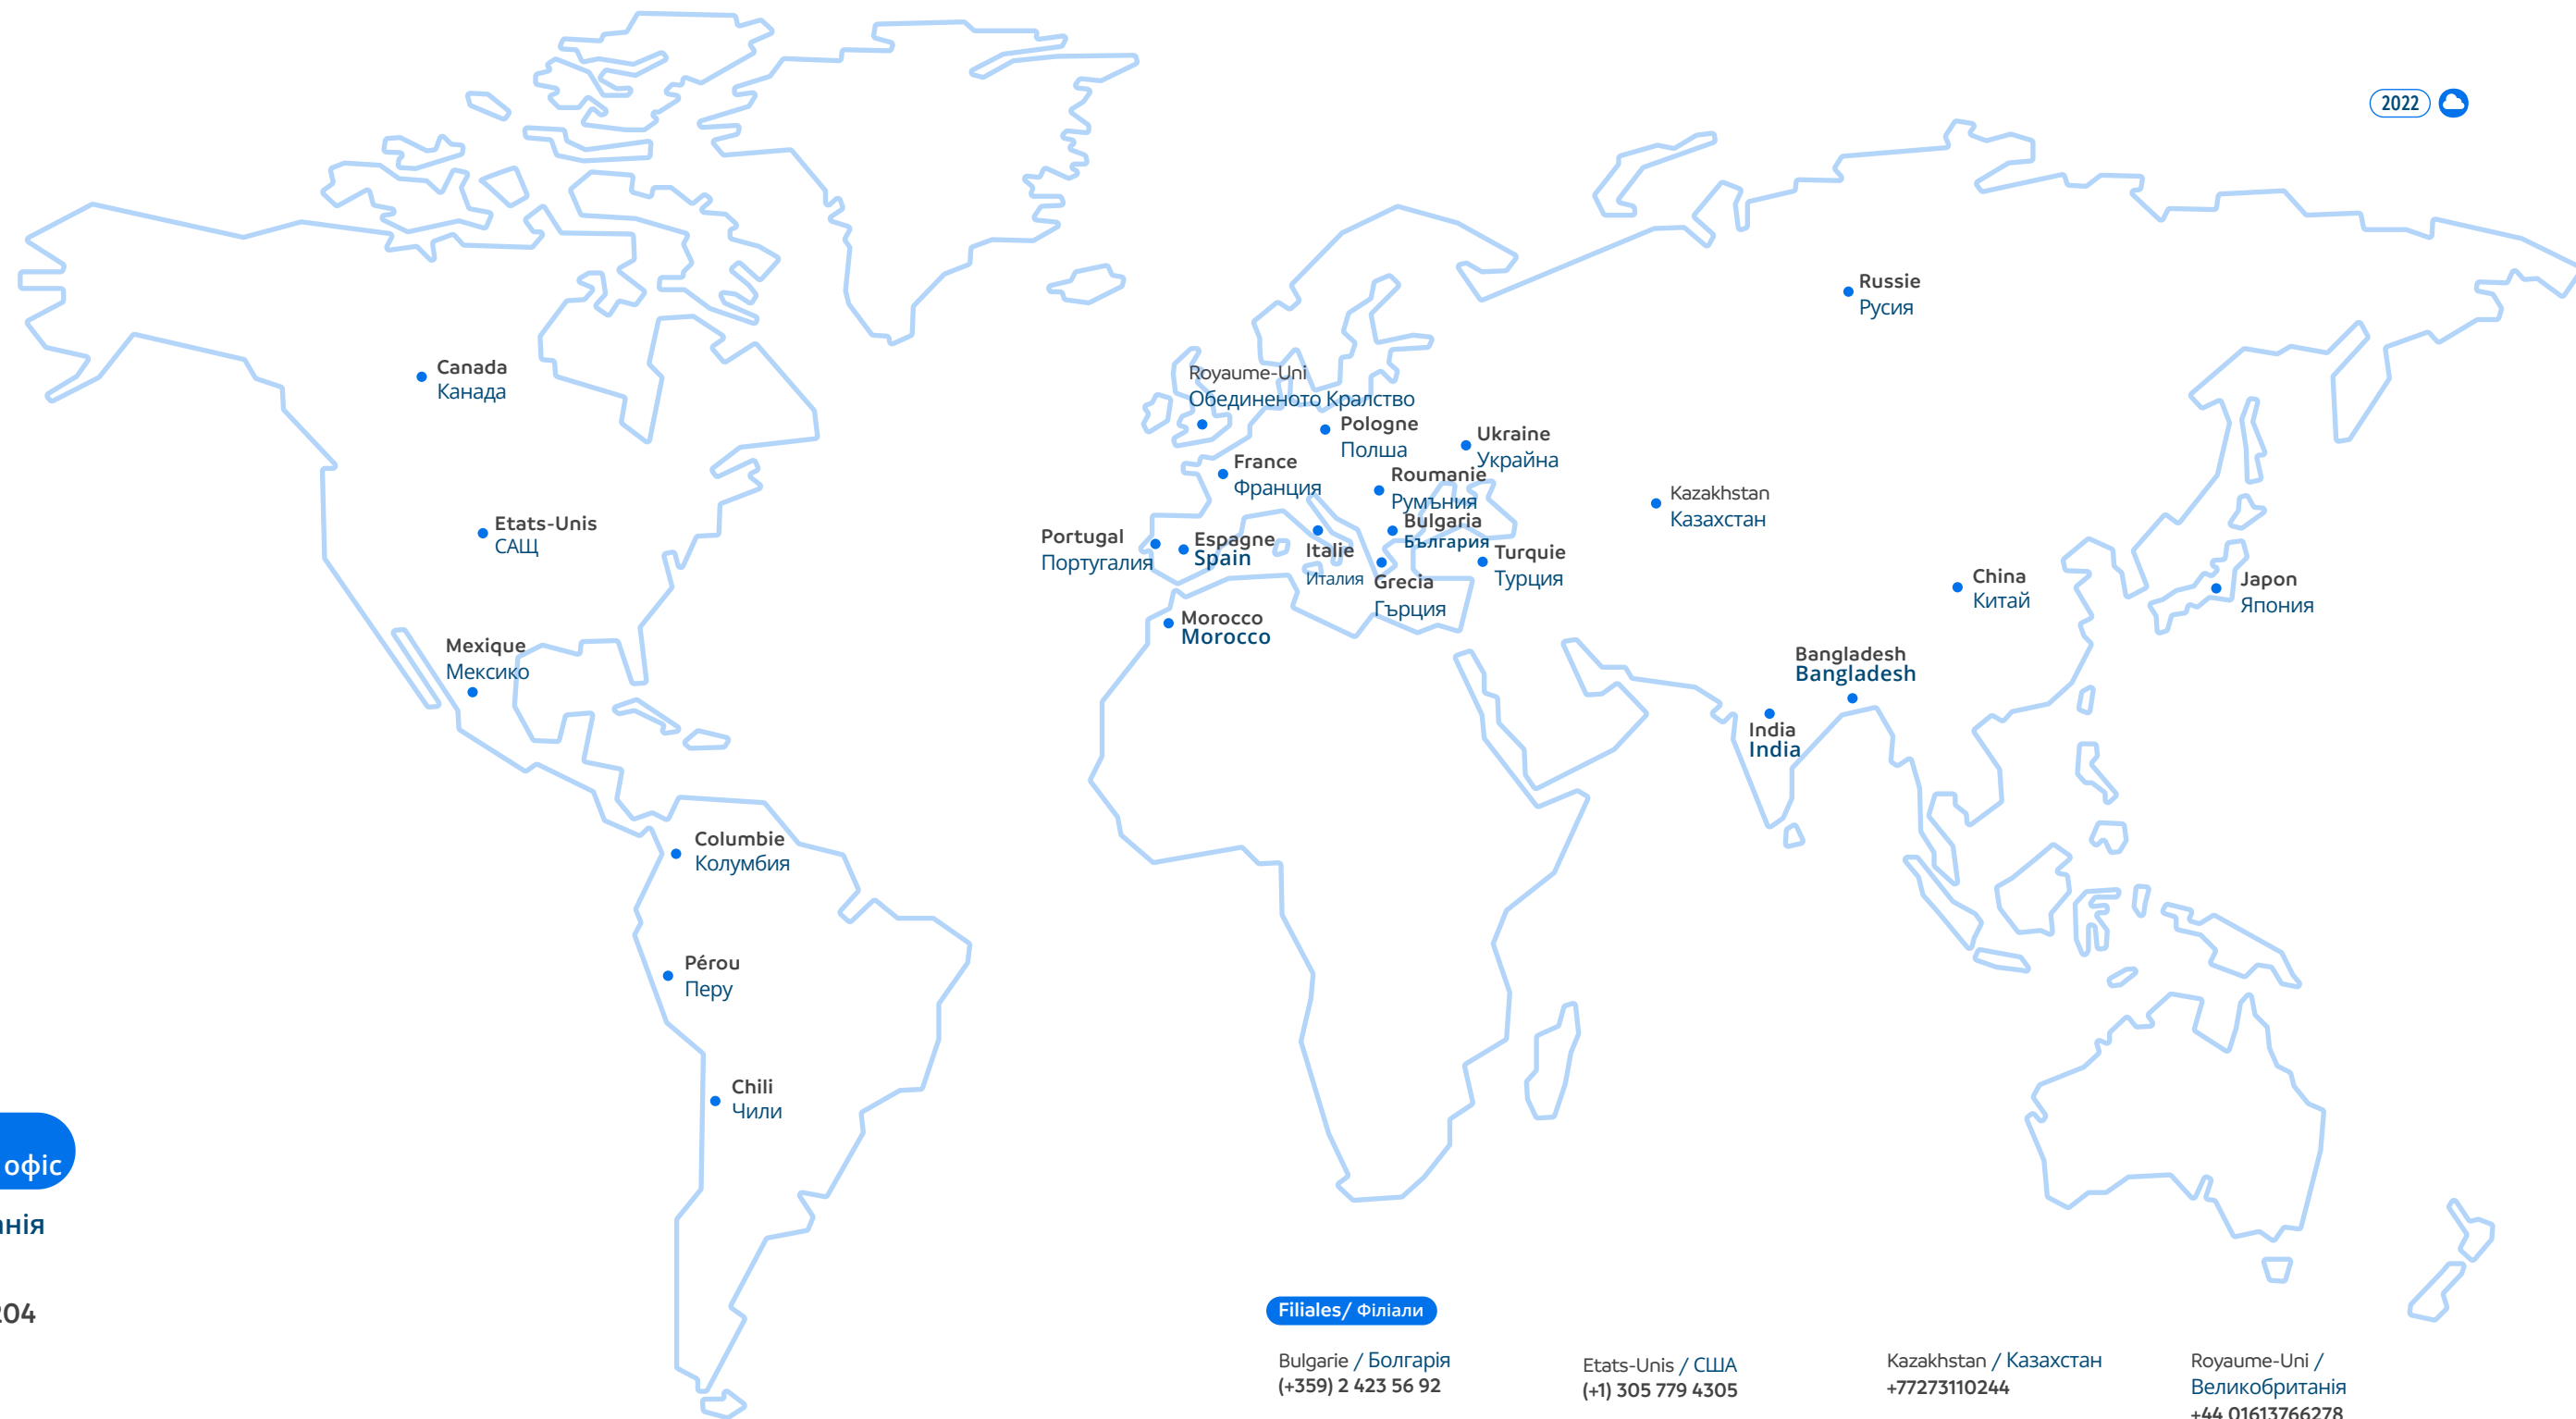 2022
Russie
Русия
Canada
Канада
Royaume-Uni
Обединеното Кралство
Pologne
Полша
Ukraine
Украйна
France
Франция
Roumanie
Румъния
Kazakhstan
Казахстан
Etats-Unis
САЩ
Bulgaria
България
Portugal
Португалия
Espagne
Spain
Italie
Италия
Turquie
Турция
Grecia
Гърция
China
Китай
Japon
Япония
Morocco
Morocco
Mexique
Мексико
Bangladesh
Bangladesh
India
India
Columbie
Колумбия
Pérou
Перу
Chili
Чили
офіс
анія
204
Filiales/ Філіали
Bulgarie / Болгарія
(+359) 2 423 56 92
Etats-Unis / США
(+1) 305 779 4305
Kazakhstan / Казахстан
+77273110244
Royaume-Uni /
Великобританія
+44 01613766278